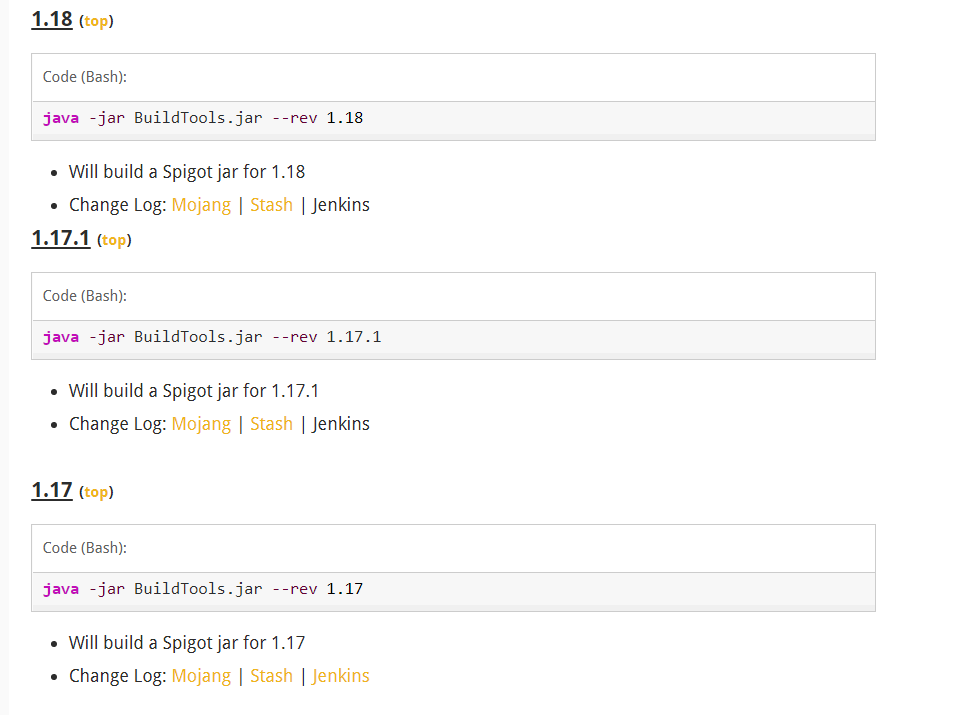 1.18 (top)
Code (Bash):
java -jar BuildTools.jar --rev 1.18
Will build a Spigot jar for 1.18
Change Log: Mojang | Stash | Jenkins
1.17.1 (top)
Code (Bash):
java -jar BuildTools.jar --rev 1.17.1
Will build a Spigot jar for 1.17.1
Change Log: Mojang | Stash | Jenkins
1.17 (top)
Code (Bash):
java -jar BuildTools.jar --rev 1.17
Will build a Spigot jar for 1.17
Change Log: Mojang | Stash | Jenkins